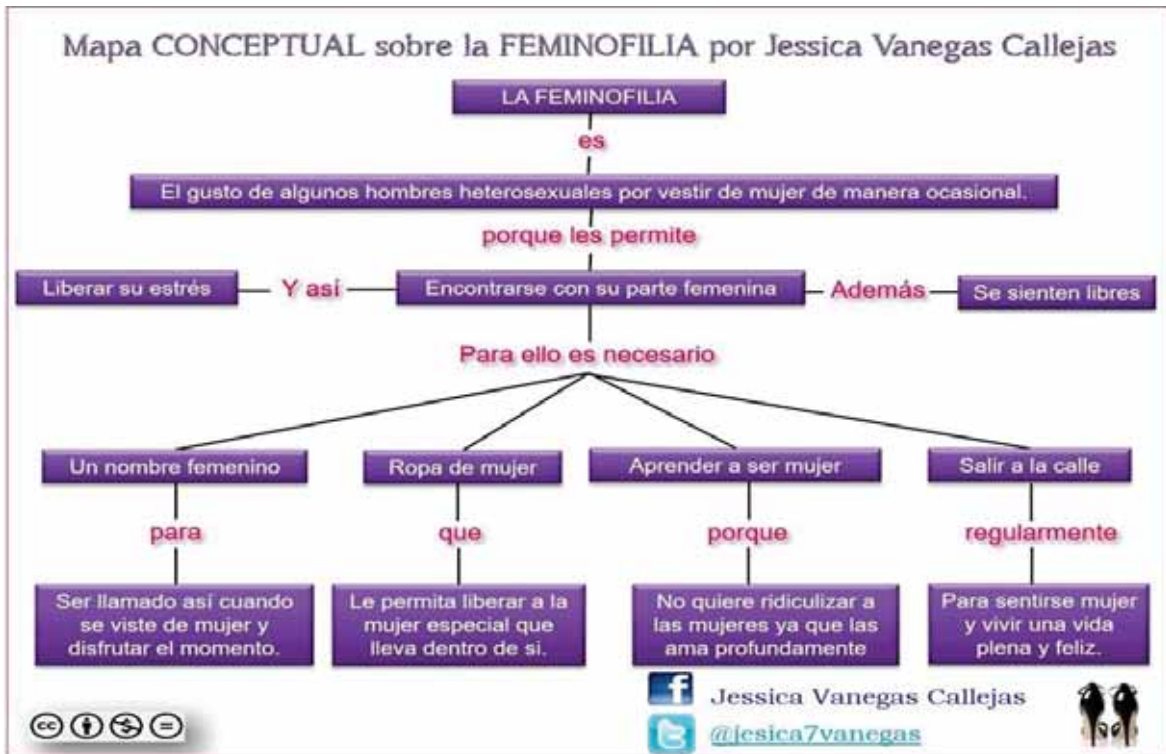 Mapa CONCEPTUAL sobre la FEMINOFILIA por Jessica Vanegas Callejas
LA FEMINOFILIA
es
El gusto de algunos hombres heterosexuales por vestir de mujer de manera ocasional.
porque les permite
Liberar su estrés
Y así
Encontrarse con su parte femenina
Además
Se sienten libres
Para ello es necesario
Un nombre femenino
Ropa de mujer
Aprender a ser mujer
Salir a la calle
para
que
porque
regularmente
Ser llamado así cuando
se viste de mujer y
disfrutar el momento.
Le permita liberar a la
mujer especial que
lleva dentro de si.
No quiere ridiculizar a
las mujeres ya que las
ama profundamente
Para sentirse mujer
y vivir una vida
plena y feliz.
cc
f Jessica Vanegas Callejas
t @jesica7vanegas